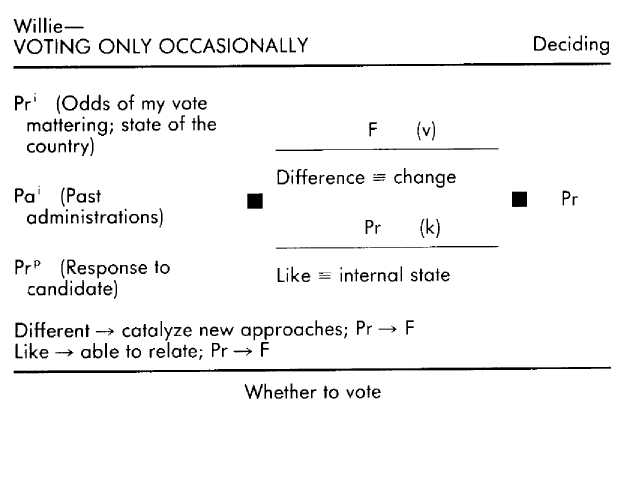 Willie—
VOTING ONLY OCCASIONALLY Deciding
Prⁱ (Odds of my vote
mattering; state of the
country)
F (v)
Difference ≡ change
Paⁱ (Past
administrations)
■ ■ Pr
Pr (k)
Prᵖ (Response to
candidate)
Like ≡ internal state
Different → catalyze new approaches; Pr → F
Like → able to relate; Pr → F
Whether to vote